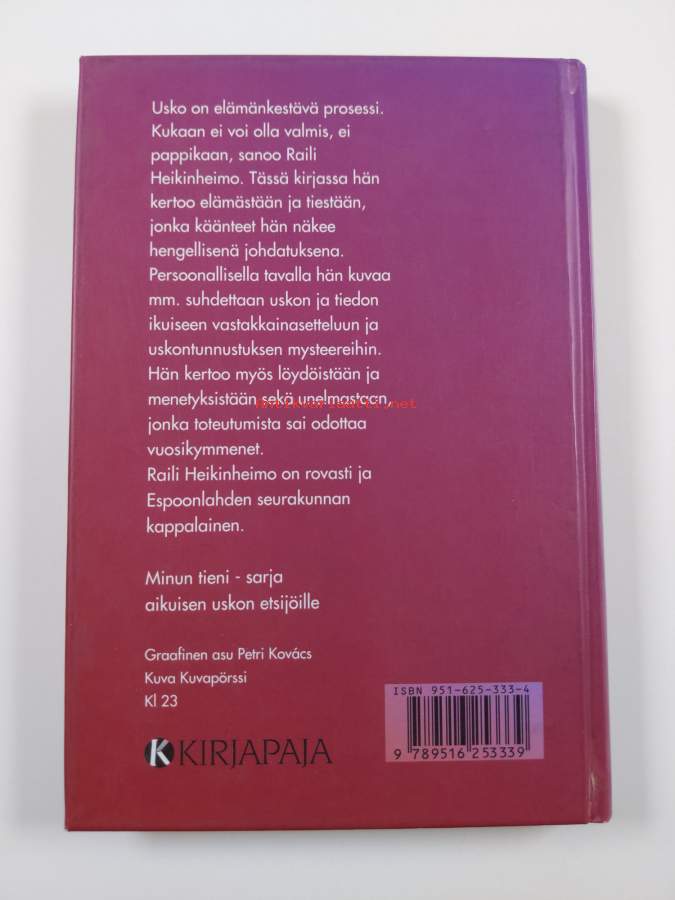 Usko on elämänkestävä prosessi.
Kukaan ei voi olla valmis, ei
pappikaan, sanoo Raili
Heikinheimo. Tässä kirjassa hän
kertoo elämästään ja tiestään,
jonka käänteet hän näkee
hengellisenä johdatuksena.
Persoonallisella tavalla hän kuvaa
mm. suhdettaan uskon ja tiedon
ikuiseen vastakkainasetteluun ja
uskontunnustuksen mysteereihin.
Hän kertoo myös löydöistään ja
menetyksistään sekä unelmastaan,
Antikvariaatti.net
jonka toteutumista sai odottaa
vuosikymmenet.
Raili Heikinheimo on rovasti ja
Espoonlahden seurakunnan
kappalainen.
Minun tieni - sarja
aikuisen uskon etsijöille
Graafinen asu Petri Kovács
Kuva Kuvapörssi
Kl 23
K KIRJAPAJA
ISBN 951-625-333-4
9 789516 253339